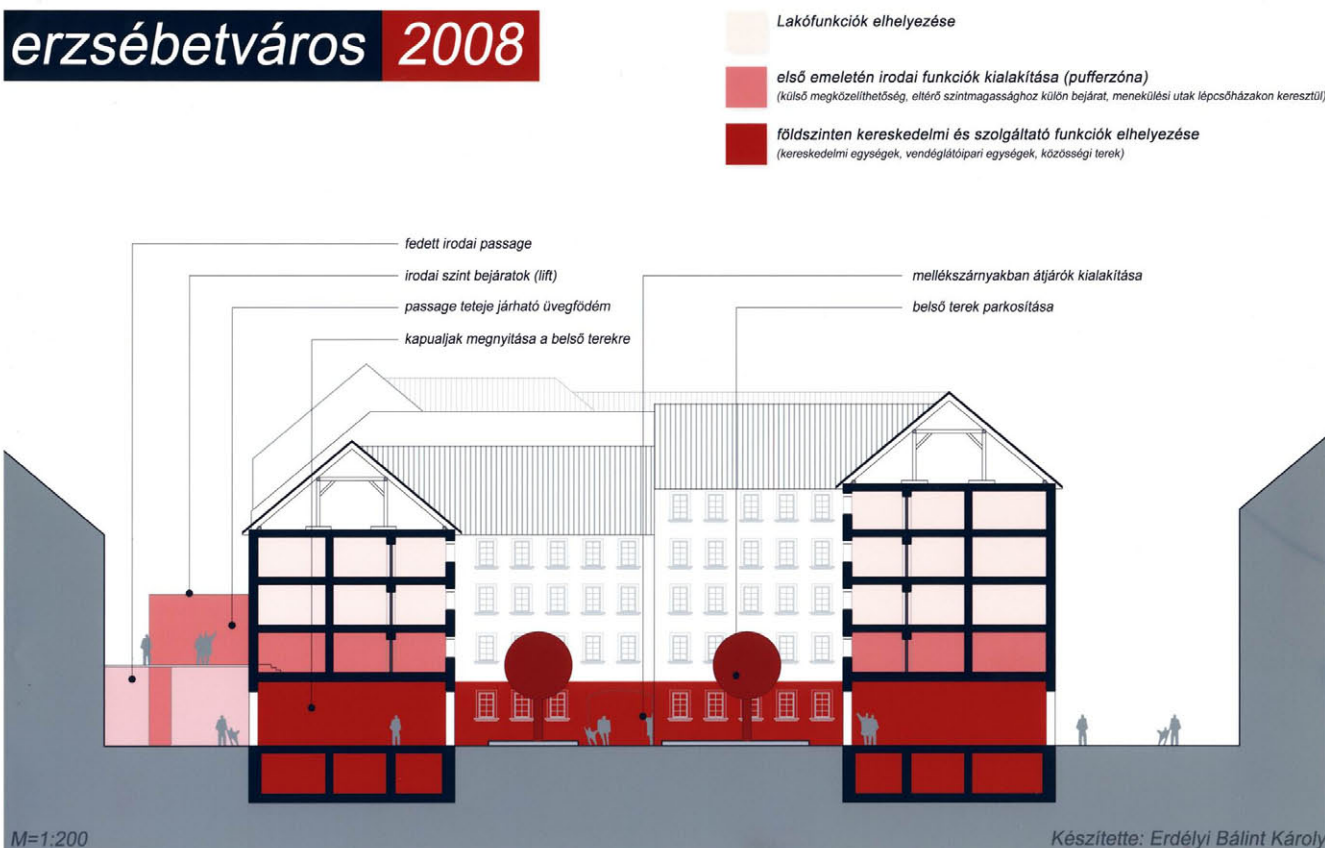 erzsébetváros 2008
Lakófunkciók elhelyezése
első emeletén irodai funkciók kialakítása (pufferzóna)
(külső megközelíthetőség, eltérő szintmagassághoz külön bejárat, menekülési utak lépcsőházakon keresztül)
földszinten kereskedelmi és szolgáltató funkciók elhelyezése
(kereskedelmi egységek, vendéglátóipari egységek, közösségi terek)
fedett irodai passage
irodai szint bejáratok (lift)
passage teteje járható üvegfödém
kapualjak megnyitása a belső terekre
mellékszárnyakban átjárók kialakítása
belső terek parkosítása
M=1:200
Készítette: Erdélyi Bálint Károly